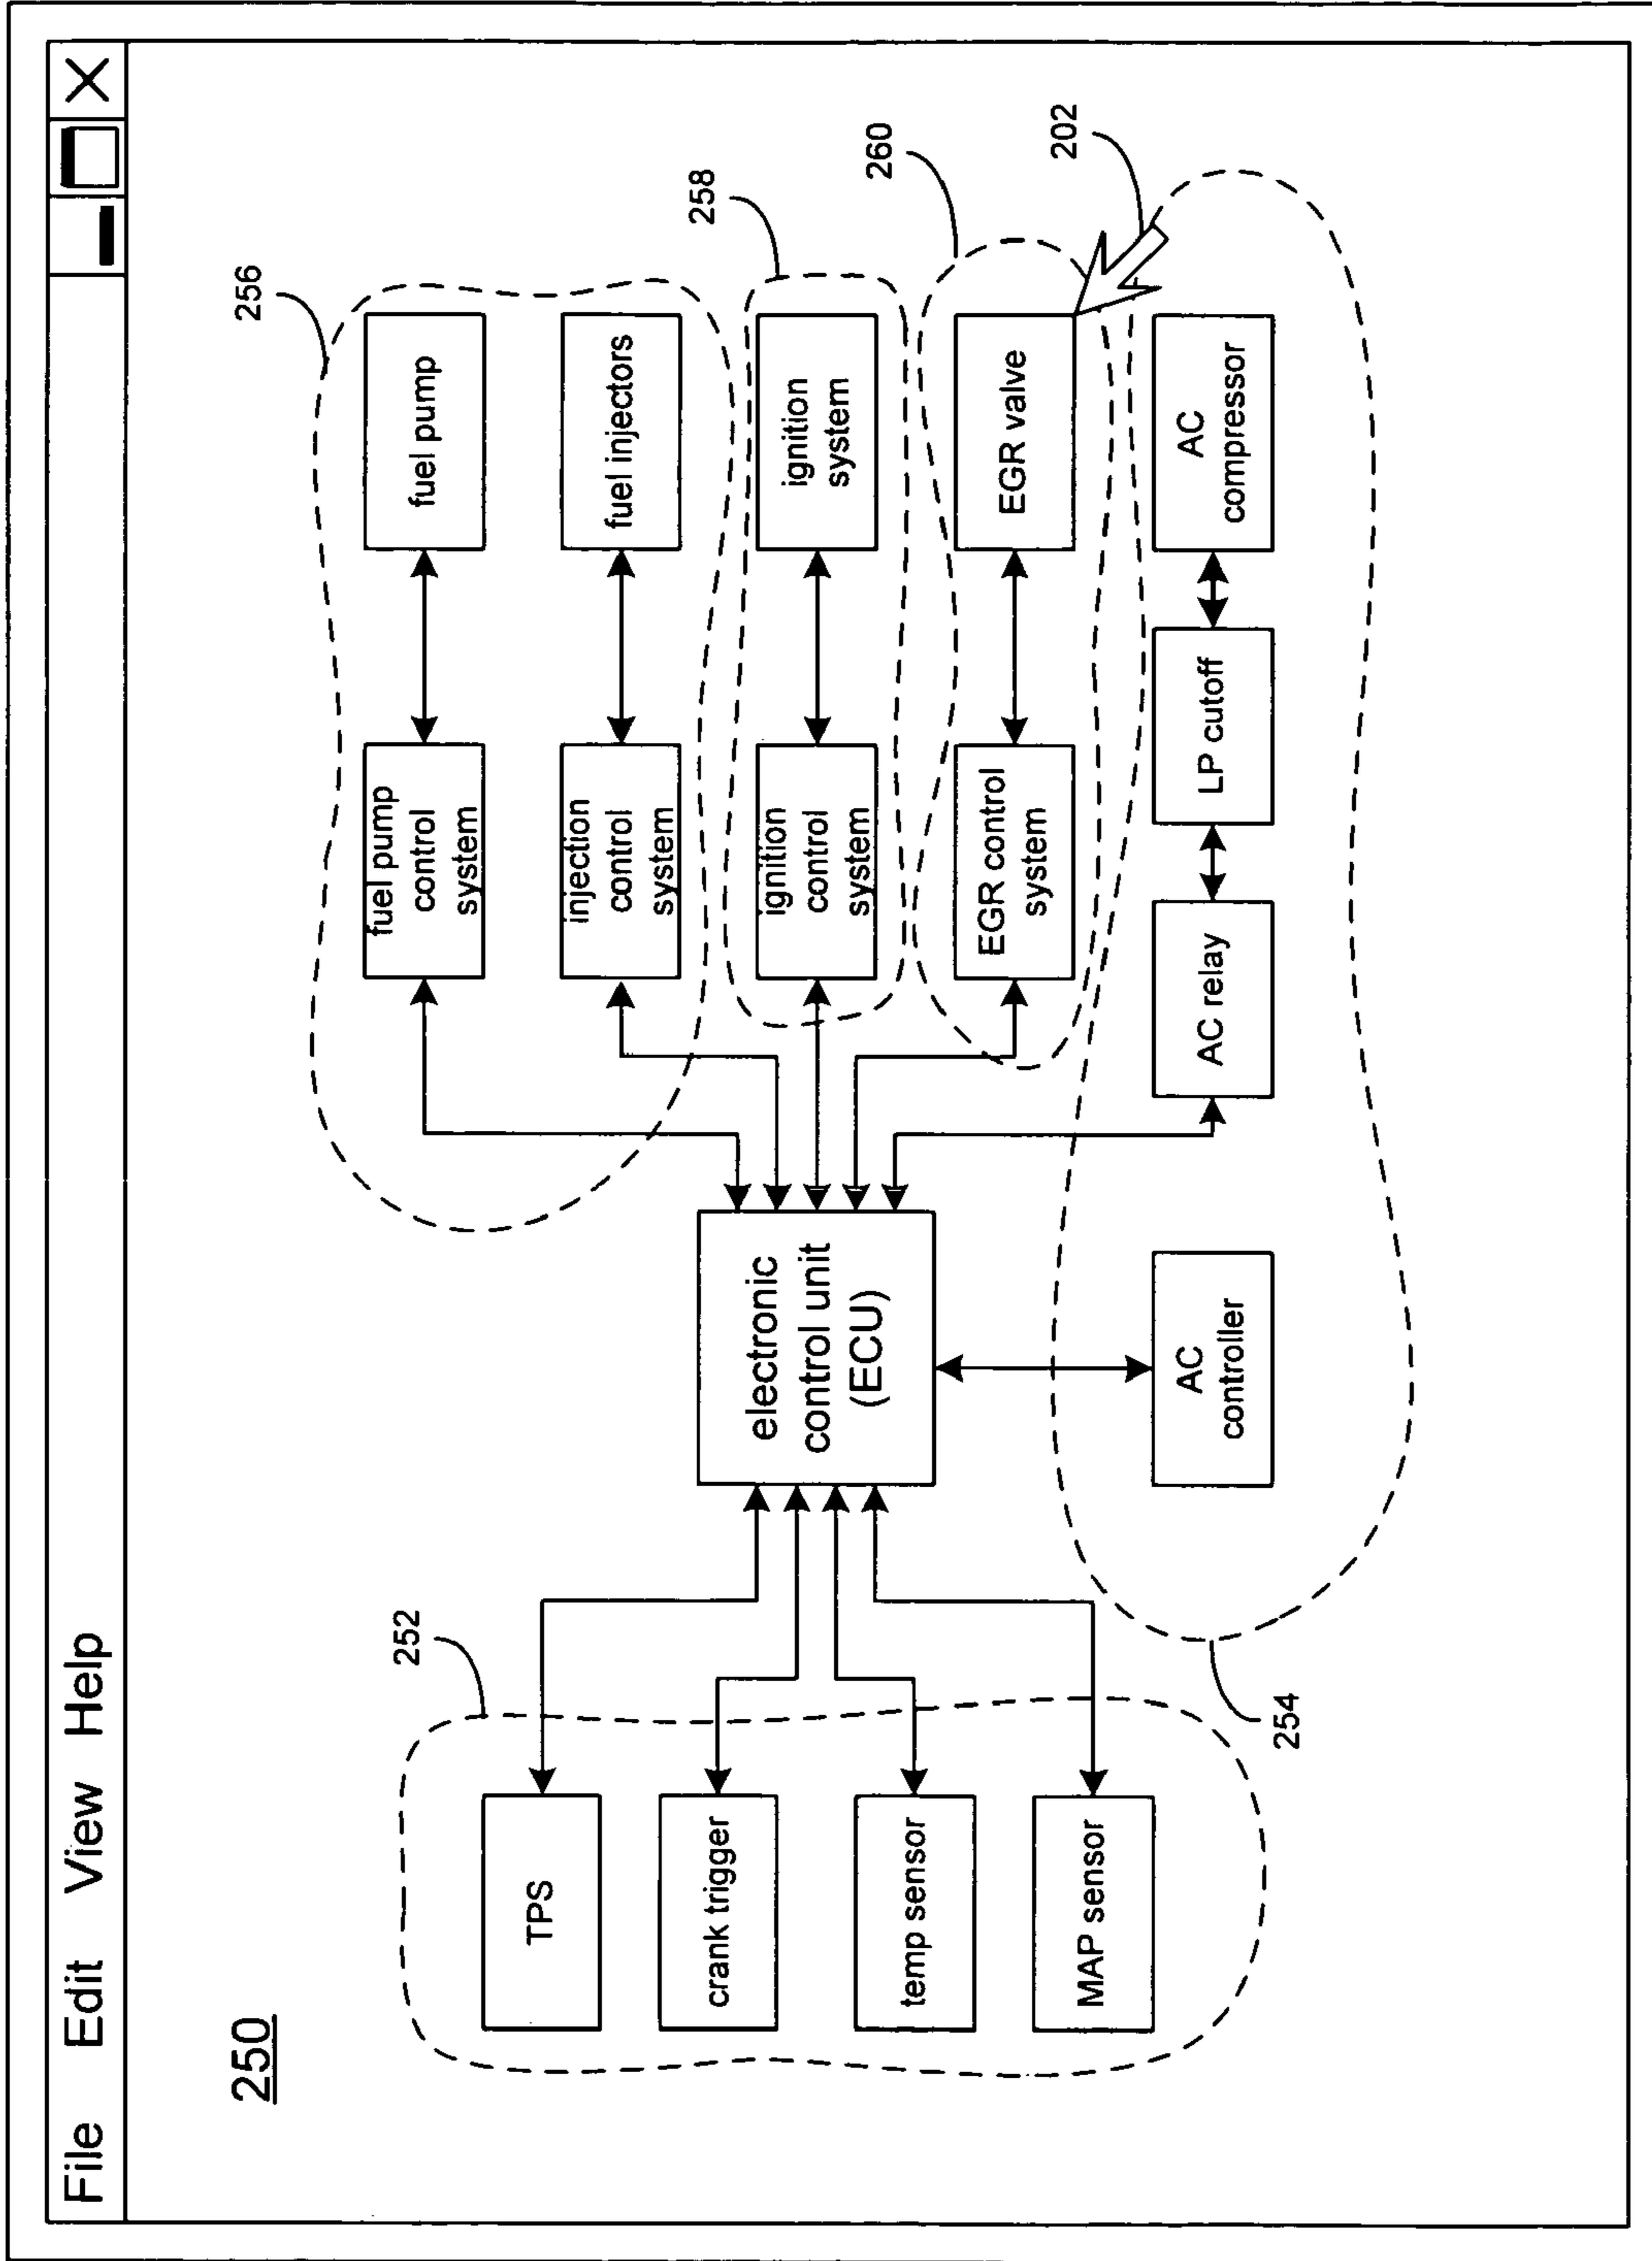 File Edit View Help
250
252
TPS
crank trigger
temp sensor
MAP sensor
electronic
control unit
(ECU)
AC
controller
254
256
fuel pump
control
system
fuel pump
injection
control
system
fuel injectors
258
ignition
control
system
ignition
system
260
EGR control
system
EGR valve
202
AC relay
LP cutoff
AC
compressor